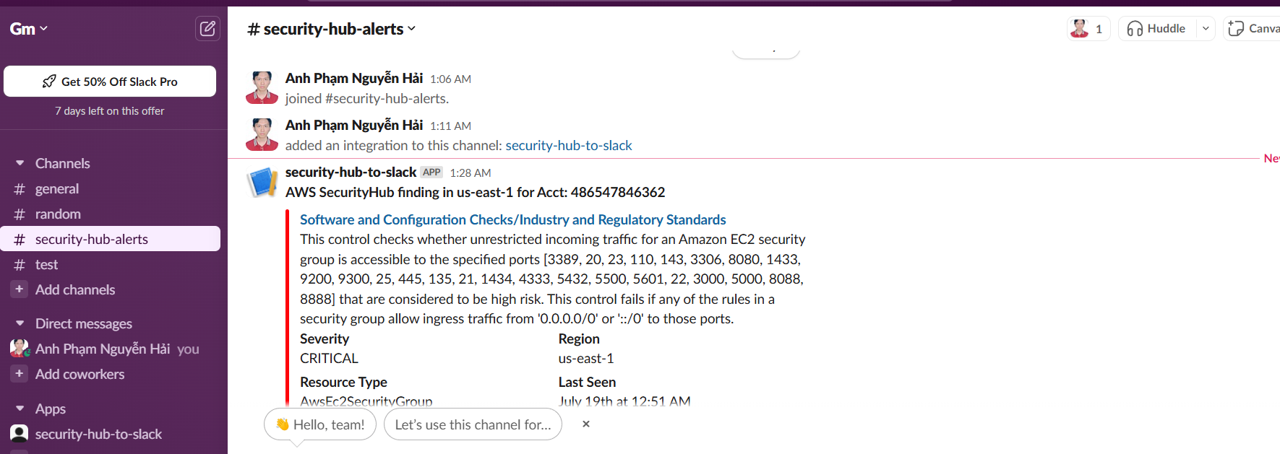 Gm
Get 50% Off Slack Pro
7 days left on this offer
Channels
# general
# random
# security-hub-alerts
# test
+ Add channels
Direct messages
Anh Phạm Nguyễn Hải you
+ Add coworkers
Apps
security-hub-to-slack
# security-hub-alerts
1
Huddle
Canva
Anh Phạm Nguyễn Hải 1:06 AM
joined #security-hub-alerts.
Anh Phạm Nguyễn Hải 1:11 AM
added an integration to this channel: security-hub-to-slack
Ne
security-hub-to-slack APP 1:28 AM
AWS SecurityHub finding in us-east-1 for Acct: 486547846362
Software and Configuration Checks/Industry and Regulatory Standards
This control checks whether unrestricted incoming traffic for an Amazon EC2 security
group is accessible to the specified ports [3389, 20, 23, 110, 143, 3306, 8080, 1433,
9200, 9300, 25, 445, 135, 21, 1434, 4333, 5432, 5500, 5601, 22, 3000, 5000, 8088,
8888] that are considered to be high risk. This control fails if any of the rules in a
security group allow ingress traffic from '0.0.0.0/0' or '::/0' to those ports.
Severity Region
CRITICAL us-east-1
Resource Type Last Seen
AwsEc2SecurityGroup July 19th at 12:51 AM
👋 Hello, team! Let's use this channel for... ×